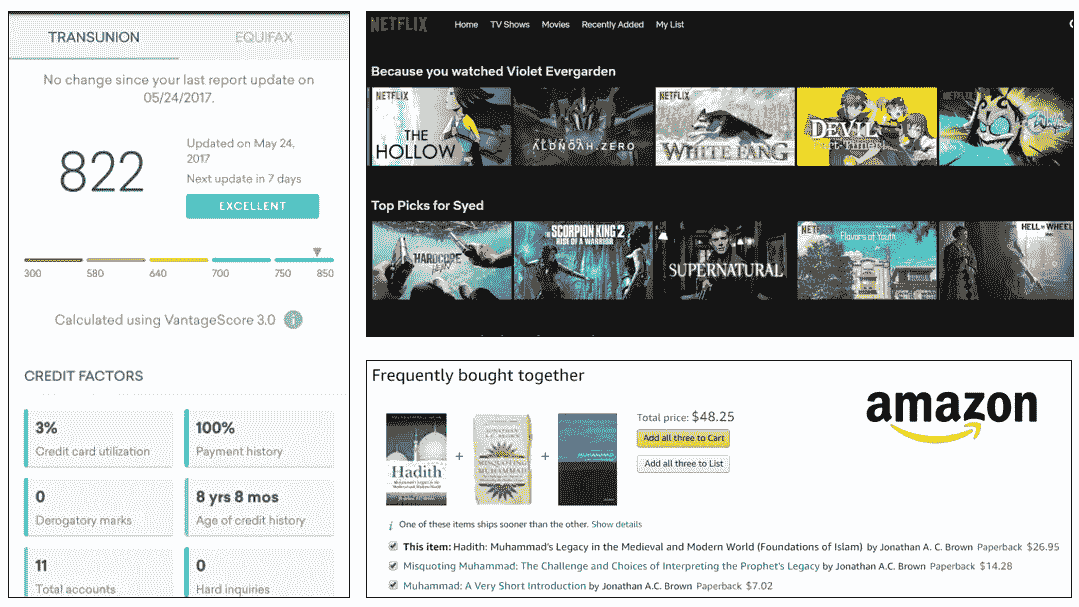 TRANSUNION
EQUIFAX
No change since your last report update on
05/24/2017.
822
Updated on May 24,
2017
Next update in 7 days
EXCELLENT
300 580 640 700 750 850
Calculated using VantageScore 3.0
CREDIT FACTORS
3%
Credit card utilization
100%
Payment history
0
Derogatory marks
8 yrs 8 mos
Age of credit history
11
Total accounts
0
Hard inquiries
NETFLIX
Home TV Shows Movies Recently Added My List
Because you watched Violet Evergarden
NETFLIX
THE
HOLLOW
ALDNOAH.ZERO
NETFLIX
WHITE FANG
DEVIL
Part-Timer!
NETFLIX
Top Picks for Syed
HARDCORE
HENRY
THE SCORPION KING 2
RISE OF A WARRIOR
SUPERNATURAL
Flavors of Youth
HELL ON WHEELS
Frequently bought together
amazon
Hadith
MISQUOTING
MUHAMMAD
MUHAMMAD
+ +
Total price: $48.25
Add all three to Cart
Add all three to List
i One of these items ships sooner than the other. Show details
This item: Hadith: Muhammad's Legacy in the Medieval and Modern World (Foundations of Islam) by Jonathan A. C. Brown Paperback $26.95
Misquoting Muhammad: The Challenge and Choices of Interpreting the Prophet's Legacy by Jonathan A.C. Brown Paperback $14.28
Muhammad: A Very Short Introduction by Jonathan A.C. Brown Paperback $7.02